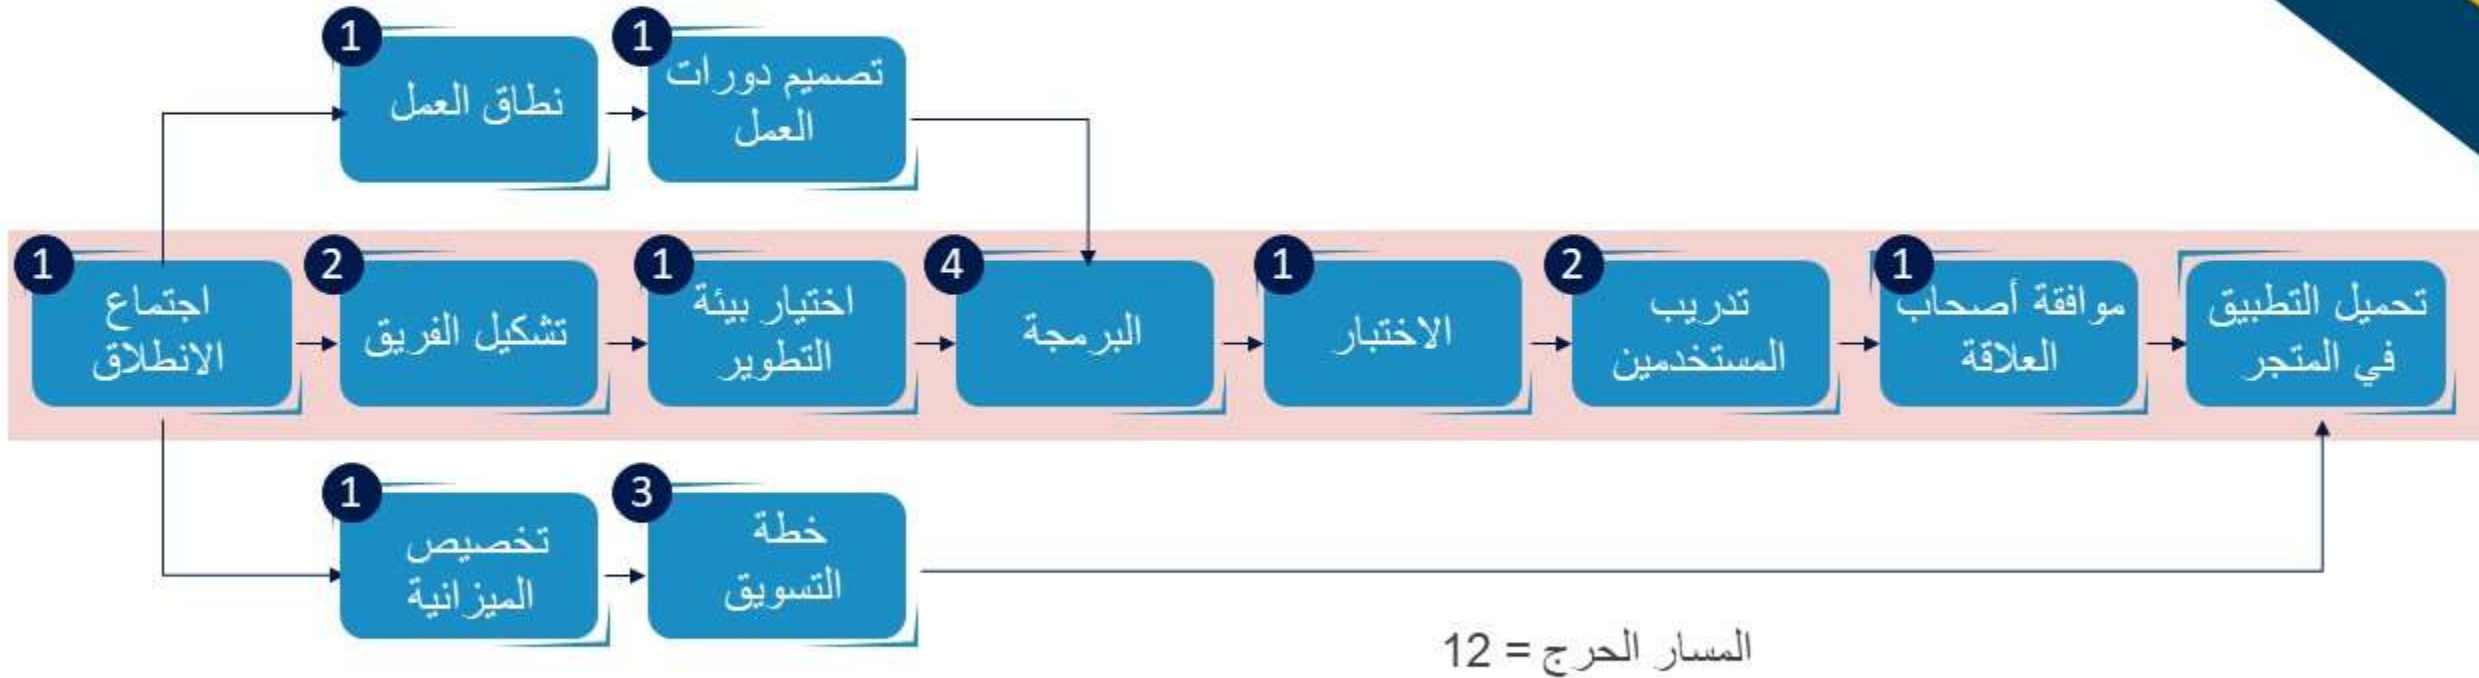 1
نطاق العمل
1
تصميم دورات
العمل
1
اجتماع
الانطلاق
2
تشكيل الفريق
1
اختيار بيئة
التطوير
4
البرمجة
1
الاختبار
2
تدريب
المستخدمين
1
موافقة أصحاب
العلاقة
تحميل التطبيق
في المتجر
1
تخصيص
الميزانية
3
خطة
التسويق
المسار الحرج = 12